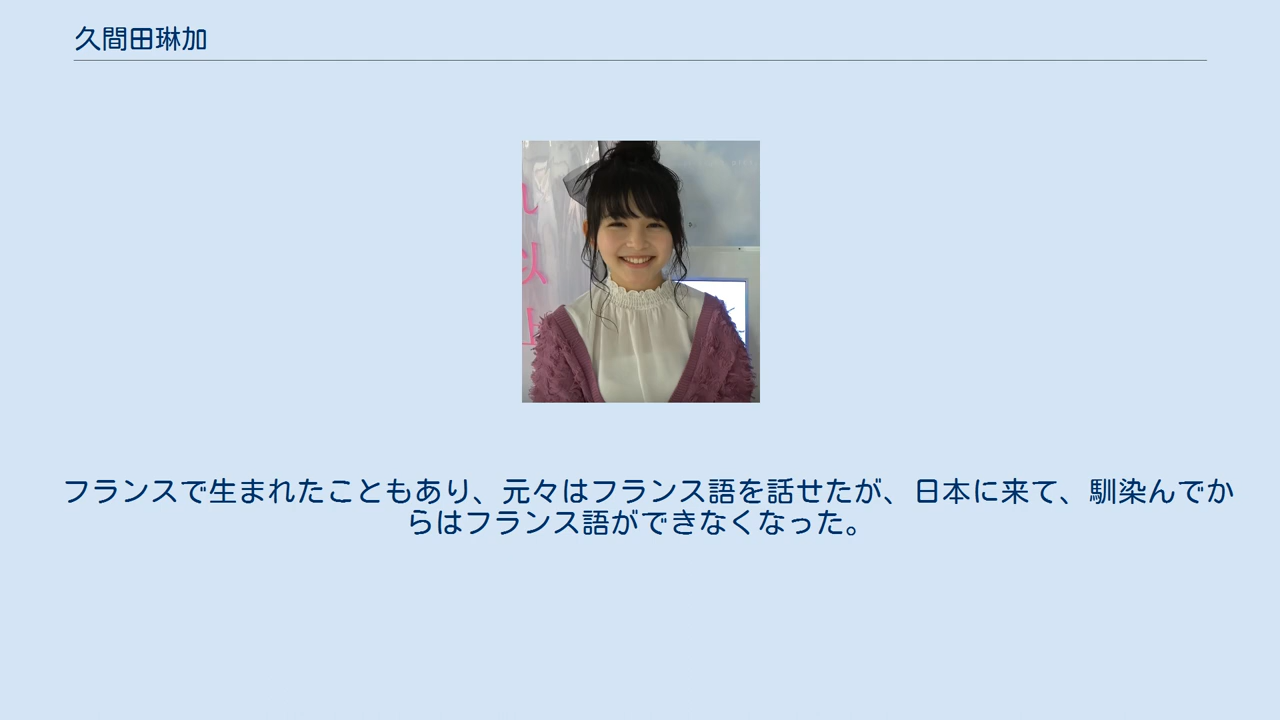 久間田琳加
れ
以
上
フランスで生まれたこともあり、元々はフランス語を話せたが、日本に来て、馴染んでか
らはフランス語ができなくなった。